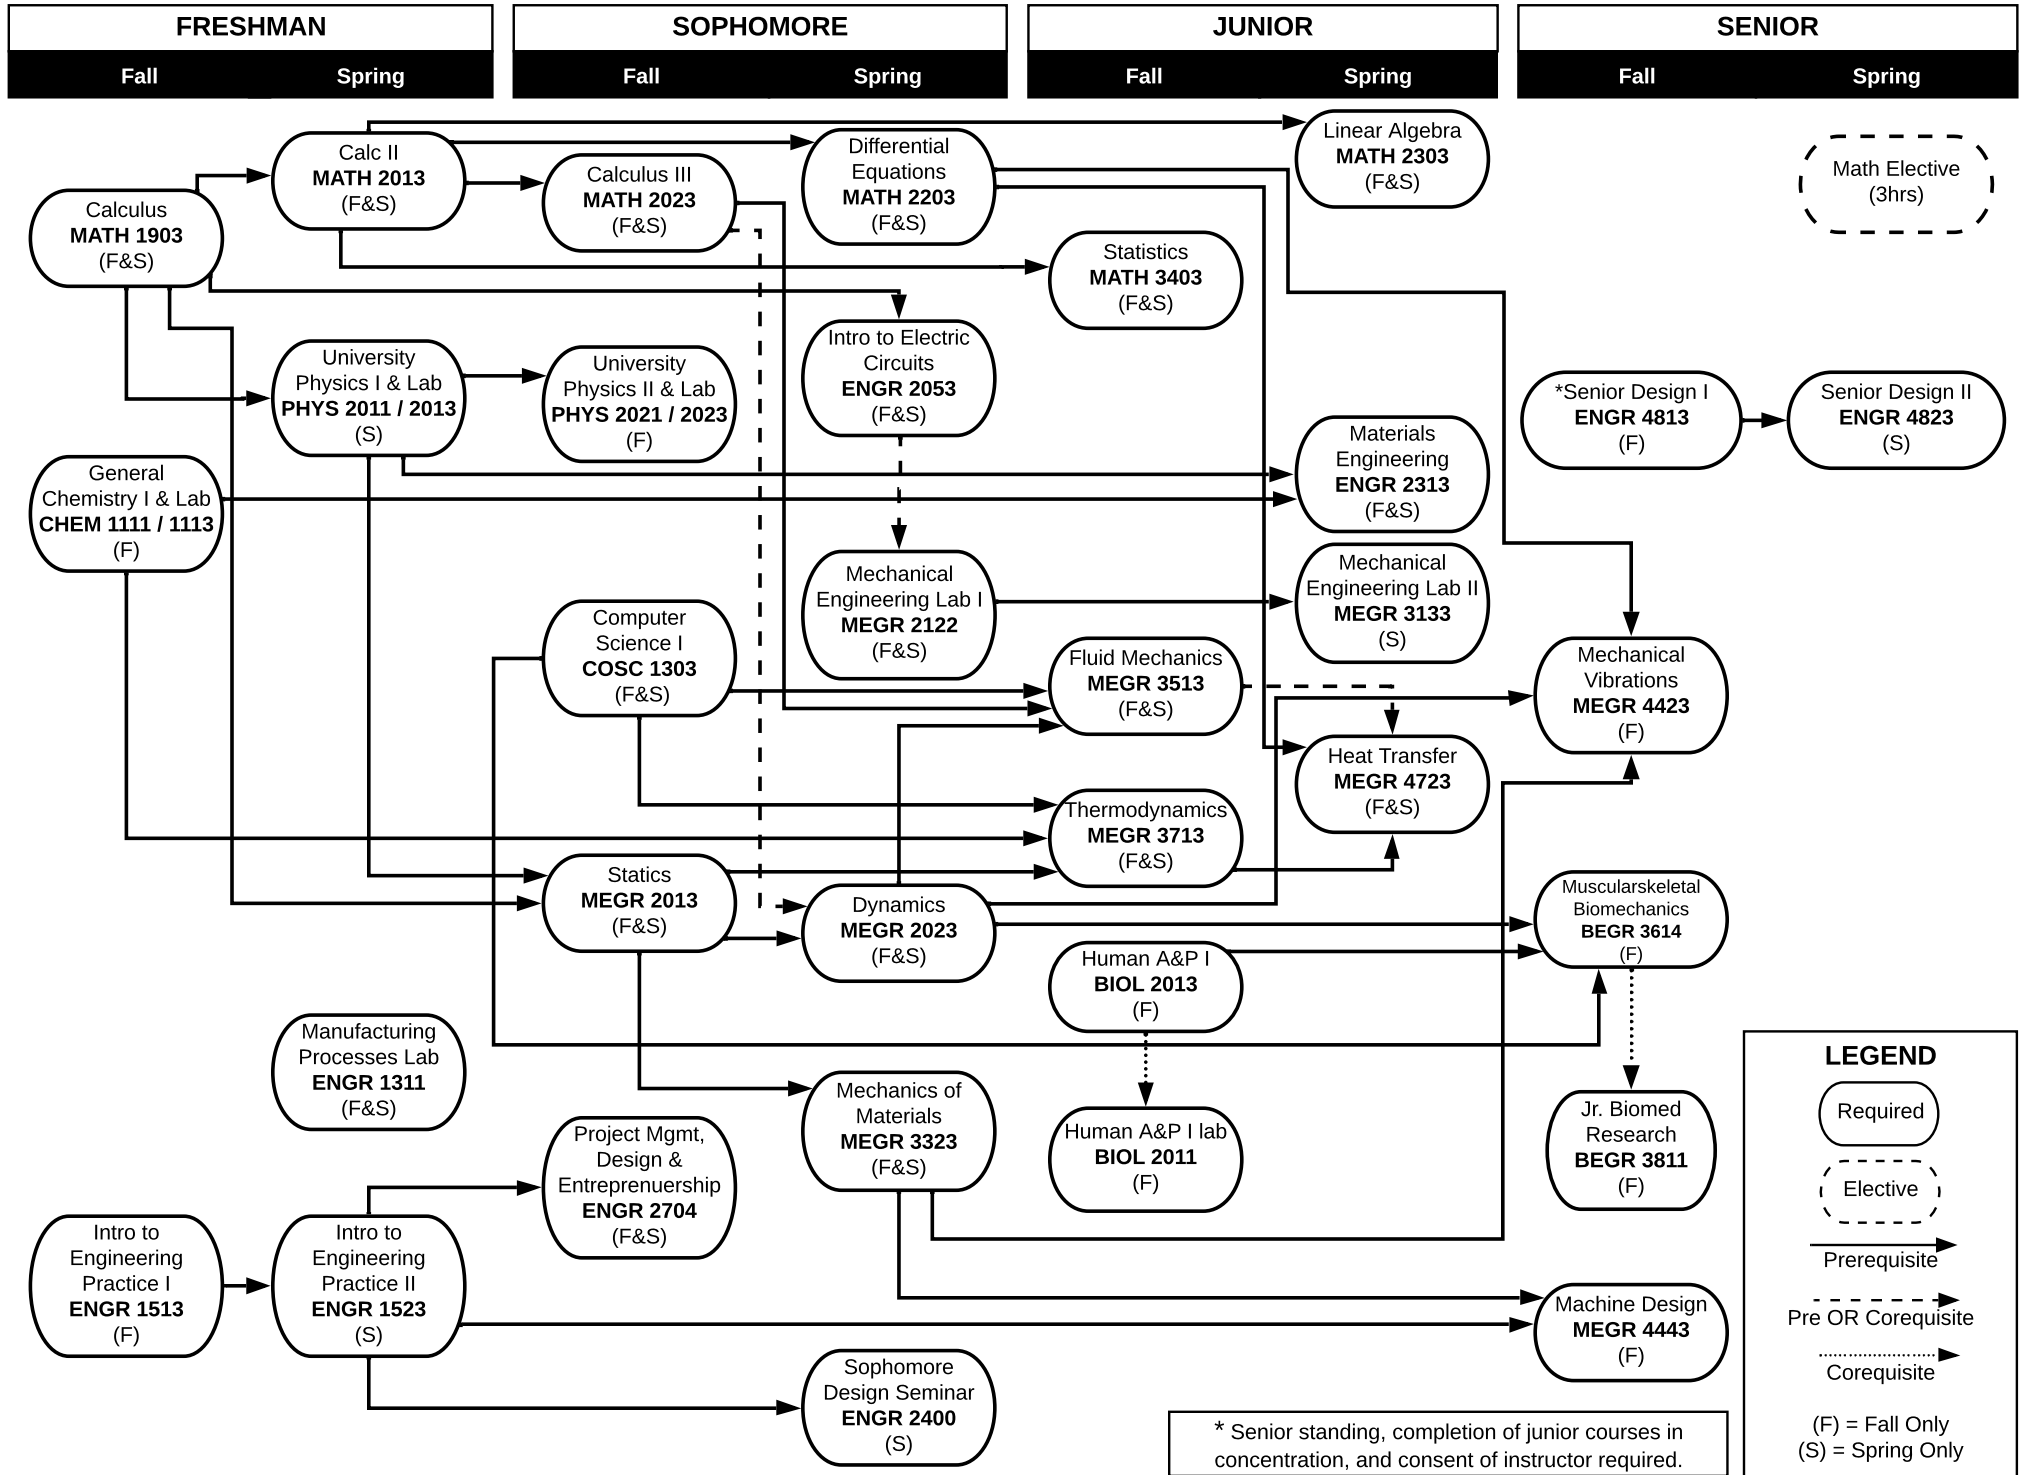 FRESHMAN
SOPHOMORE
JUNIOR
SENIOR
Fall
Spring
Fall
Spring
Fall
Spring
Fall
Spring
Calculus
MATH 1903
(F&S)
General
Chemistry I & Lab
CHEM 1111 / 1113
(F)
Intro to
Engineering
Practice I
ENGR 1513
(F)
Calc II
MATH 2013
(F&S)
University
Physics I & Lab
PHYS 2011 / 2013
(S)
Manufacturing
Processes Lab
ENGR 1311
(F&S)
Intro to
Engineering
Practice II
ENGR 1523
(S)
Calculus III
MATH 2023
(F&S)
University
Physics II & Lab
PHYS 2021 / 2023
(F)
Computer
Science I
COSC 1303
(F&S)
Statics
MEGR 2013
(F&S)
Project Mgmt,
Design &
Entreprenuership
ENGR 2704
(F&S)
Differential
Equations
MATH 2203
(F&S)
Intro to Electric
Circuits
ENGR 2053
(F&S)
Mechanical
Engineering Lab I
MEGR 2122
(F&S)
Dynamics
MEGR 2023
(F&S)
Mechanics of
Materials
MEGR 3323
(F&S)
Sophomore
Design Seminar
ENGR 2400
(S)
Statistics
MATH 3403
(F&S)
Fluid Mechanics
MEGR 3513
(F&S)
Thermodynamics
MEGR 3713
(F&S)
Human A&P I
BIOL 2013
(F)
Human A&P I lab
BIOL 2011
(F)
Linear Algebra
MATH 2303
(F&S)
Materials
Engineering
ENGR 2313
(F&S)
Mechanical
Engineering Lab II
MEGR 3133
(S)
Heat Transfer
MEGR 4723
(F&S)
*Senior Design I
ENGR 4813
(F)
Mechanical
Vibrations
MEGR 4423
(F)
Muscularskeletal
Biomechanics
BEGR 3614
(F)
Jr. Biomed
Research
BEGR 3811
(F)
Machine Design
MEGR 4443
(F)
Math Elective
(3hrs)
Senior Design II
ENGR 4823
(S)
* Senior standing, completion of junior courses in
concentration, and consent of instructor required.
LEGEND
Required
Elective
Prerequisite
Pre OR Corequisite
Corequisite
(F) = Fall Only
(S) = Spring Only